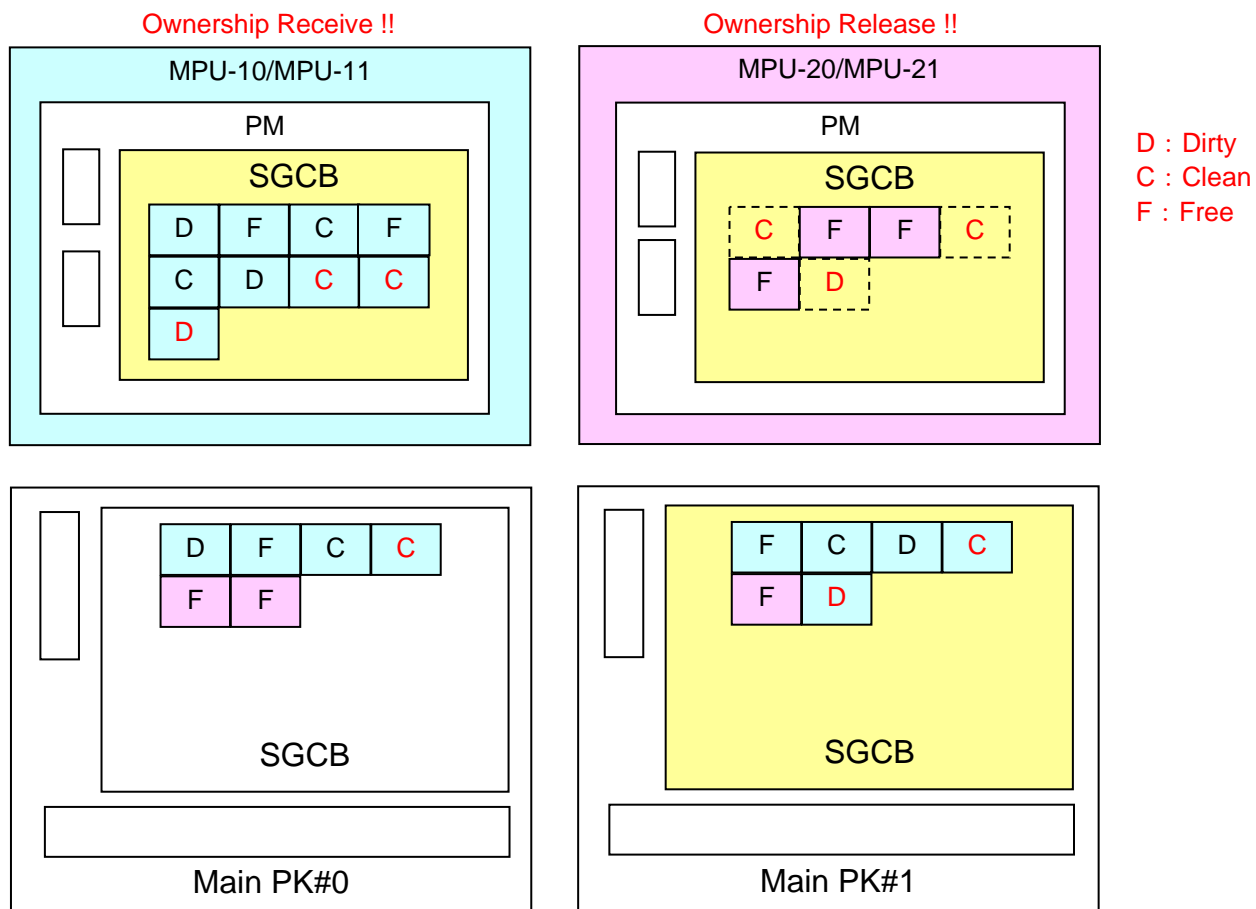 Ownership Receive !!
Ownership Release !!
MPU-10/MPU-11
MPU-20/MPU-21
PM
PM
D : Dirty
C : Clean
F : Free
SGCB
D F C F
C D C C
D
SGCB
C F F C
F D
D F C C
F F
SGCB
Main PK#0
F C D C
F D
SGCB
Main PK#1